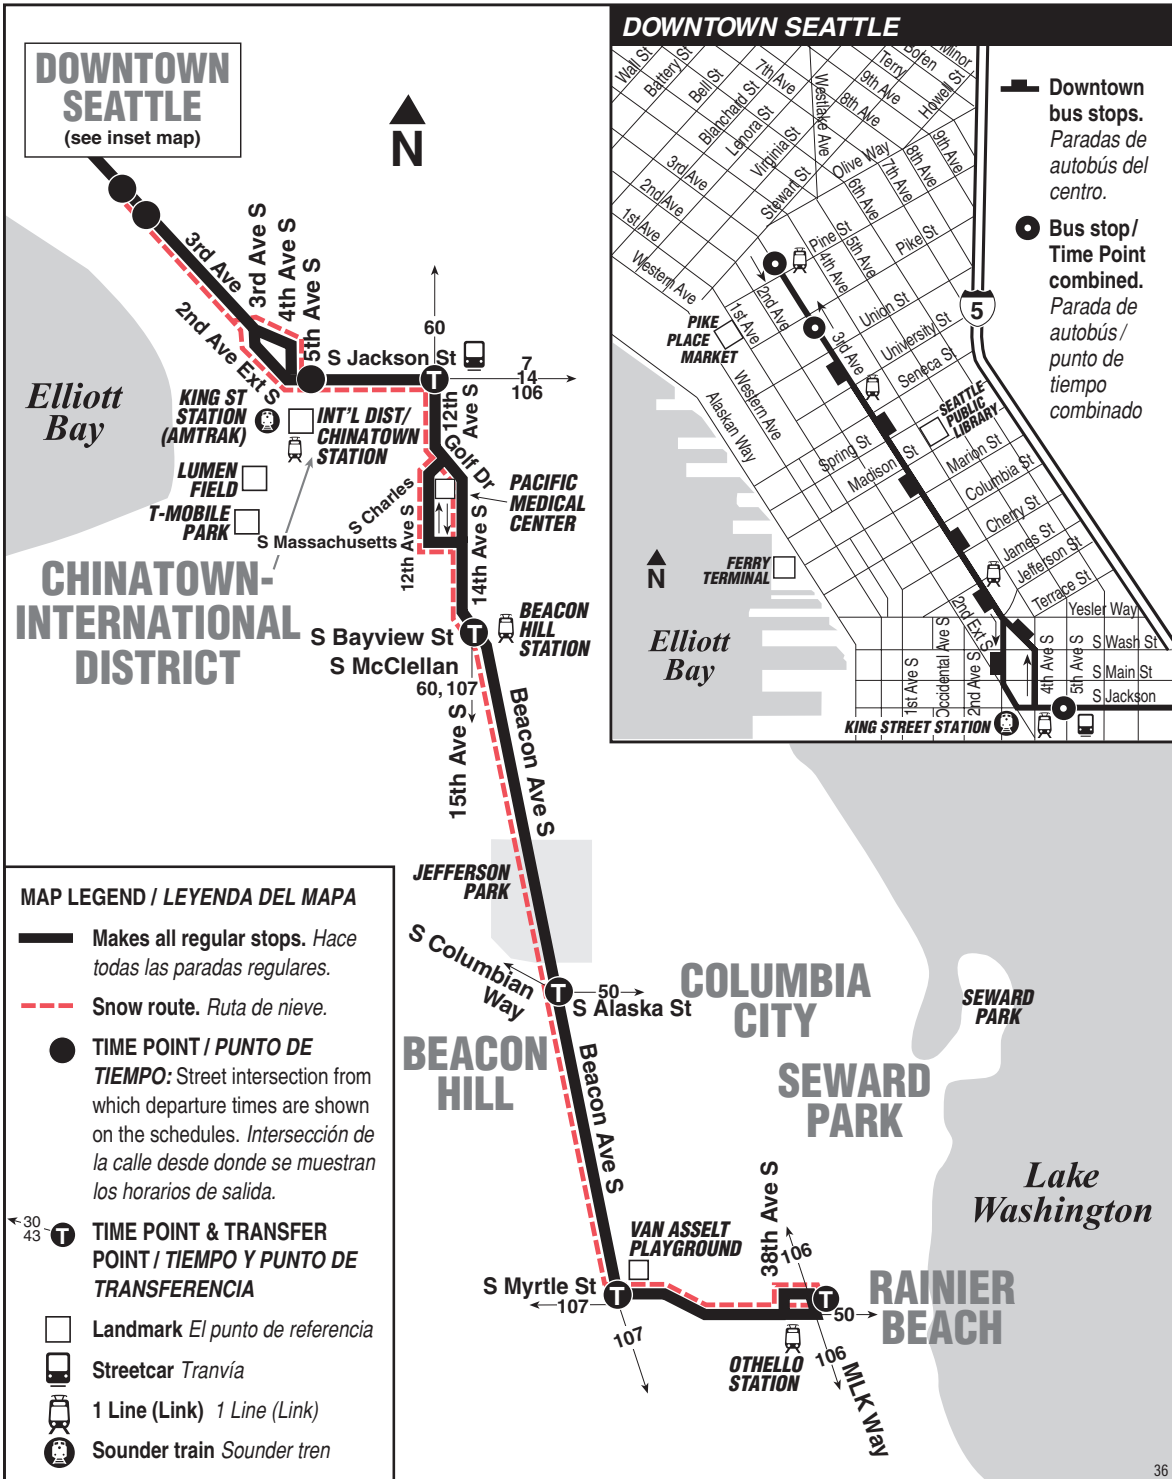 DOWNTOWN
SEATTLE
(see inset map)
N
3rd Ave
2nd Ave Ext S
3rd Ave S
4th Ave S
5th Ave S
S Jackson St
60
7
14
106
T
12th
Ave S
Elliott
Bay
KING ST
STATION
(AMTRAK)
INT'L DIST/
CHINATOWN
STATION
LUMEN
FIELD
T-MOBILE
PARK
Golf Dr
S Charles
12th Ave S
S Massachusetts
14th Ave S
PACIFIC
MEDICAL
CENTER
CHINATOWN-
INTERNATIONAL
DISTRICT
BEACON
HILL
STATION
S Bayview St
S McClellan
T
60, 107
15th Ave S
Beacon Ave S
JEFFERSON
PARK
S Columbian
Way
T
50
S Alaska St
COLUMBIA
CITY
BEACON
HILL
SEWARD
PARK
SEWARD
PARK
Beacon Ave S
Lake
Washington
VAN ASSELT
PLAYGROUND
38th Ave S
106
S Myrtle St
107
T
107
T
50
RAINIER
BEACH
OTHELLO
STATION
106
MLK Way
DOWNTOWN SEATTLE
Wall St
Battery St
Bell St
Blanchard St
Lenora St
Virginia St
Stewart St
7th Ave
Westlake Ave
8th Ave
9th Ave
Terry
Boren
Minor
Howell St
9th Ave
8th Ave
7th Ave
6th Ave
Olive Way
3rd Ave
2nd Ave
1st Ave
Western Ave
Pine St
5th Ave
4th Ave
Pike St
2nd Ave
1st Ave
3rd Ave
Union St
University St
Seneca St
5
PIKE
PLACE
MARKET
Western Ave
Alaskan Way
SEATTLE
PUBLIC
LIBRARY
Spring St
Madison St
Marion St
Columbia St
Cherry St
James St
Jefferson St
Terrace St
Yesler Way
N
FERRY
TERMINAL
Elliott
Bay
2nd Ext S
1st Ave S
Occidental Ave S
2nd Ave S
4th Ave S
5th Ave S
S Wash St
S Main St
S Jackson
KING STREET STATION
Downtown
bus stops.
Paradas de
autobús del
centro.
Bus stop/
Time Point
combined.
Parada de
autobús /
punto de
tiempo
combinado
MAP LEGEND / LEYENDA DEL MAPA
Makes all regular stops. Hace
todas las paradas regulares.
Snow route. Ruta de nieve.
TIME POINT / PUNTO DE
TIEMPO: Street intersection from
which departure times are shown
on the schedules. Intersección de
la calle desde donde se muestran
los horarios de salida.
30
43
T
TIME POINT & TRANSFER
POINT / TIEMPO Y PUNTO DE
TRANSFERENCIA
Landmark El punto de referencia
Streetcar Tranvía
1 Line (Link) 1 Line (Link)
Sounder train Sounder tren
36